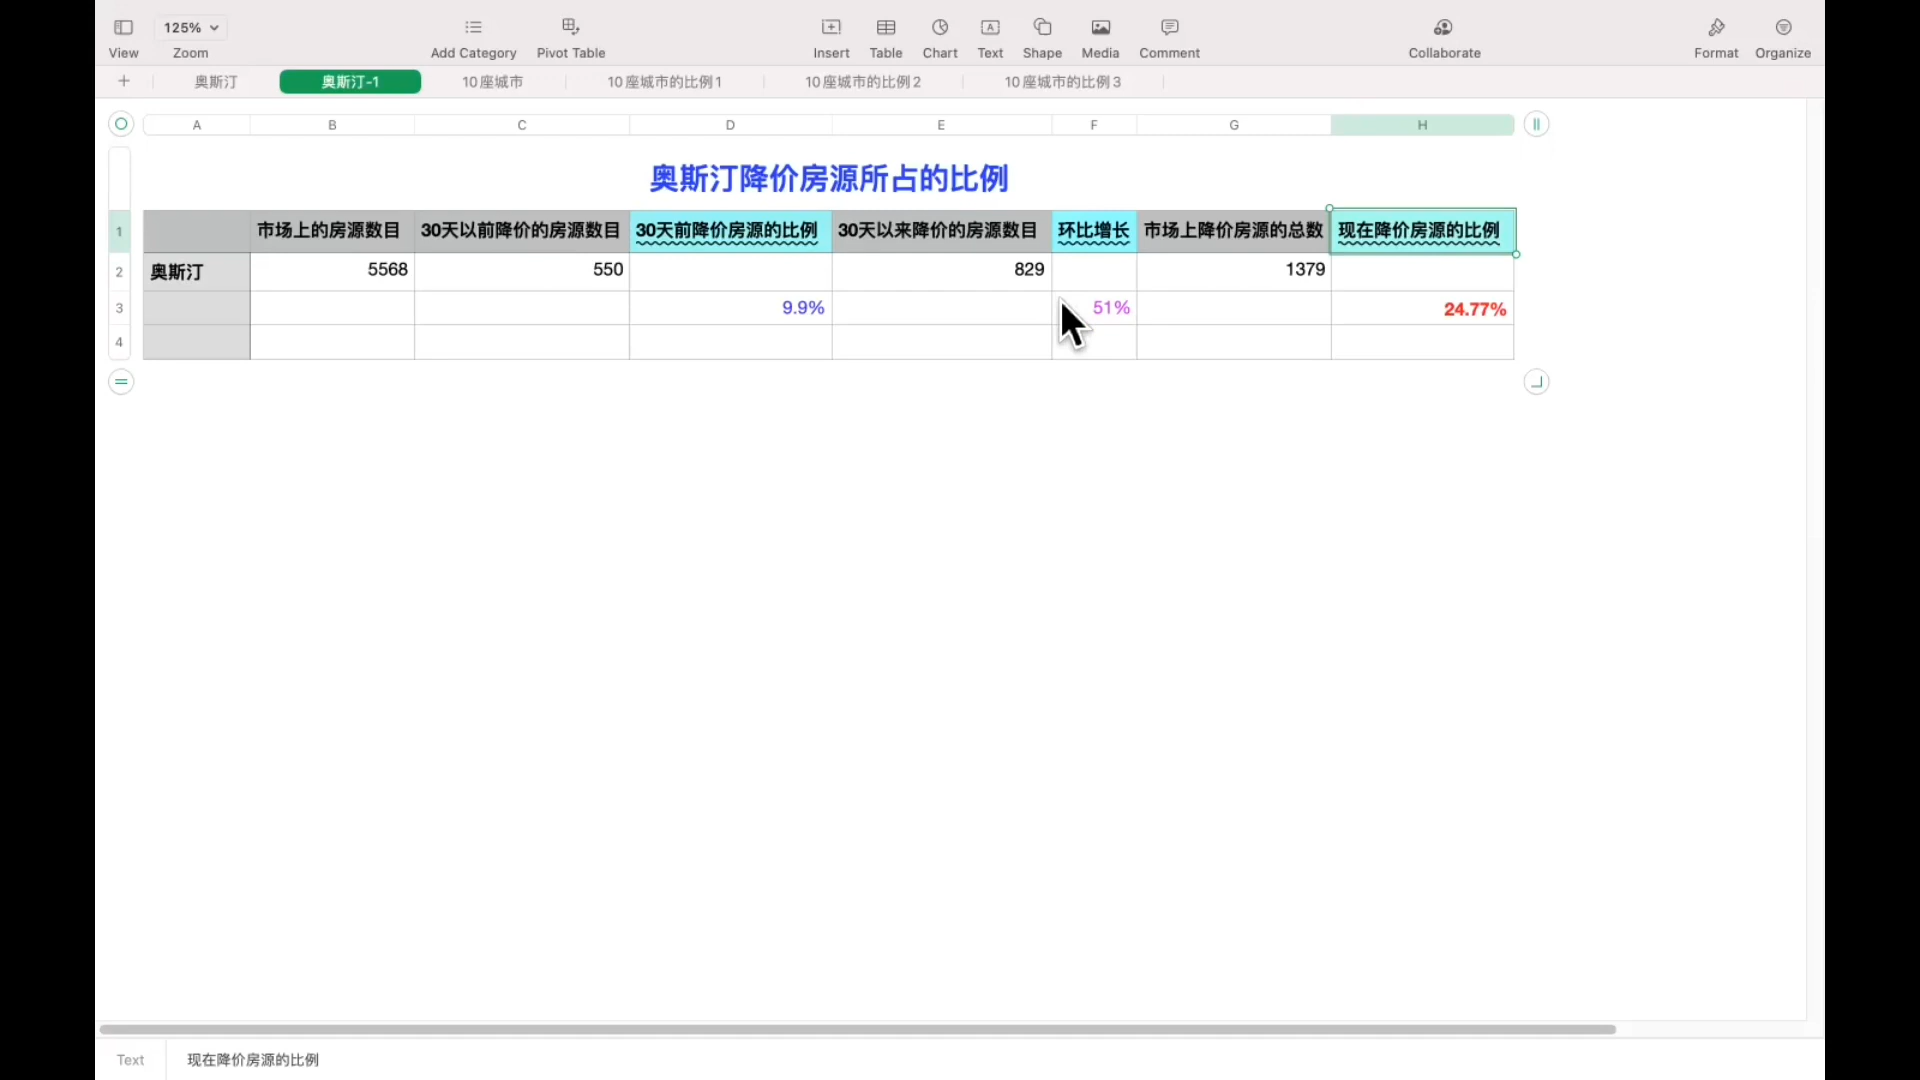 125%
View
Zoom
Add Category
Pivot Table
Insert
Table
Chart
Text
Shape
Media
Comment
Collaborate
Format
Organize
+
奥斯汀
奥斯汀-1
10座城市
10座城市的比例1
10座城市的比例2
10座城市的比例3
A B C D E F G H
奥斯汀降价房源所占的比例
1 市场上的房源数目 30天以前降价的房源数目 30天前降价房源的比例 30天以来降价的房源数目 环比增长 市场上降价房源的总数 现在降价房源的比例
2 奥斯汀 5568 550 829 1379
3 9.9% 51% 24.77%
4
Text 现在降价房源的比例